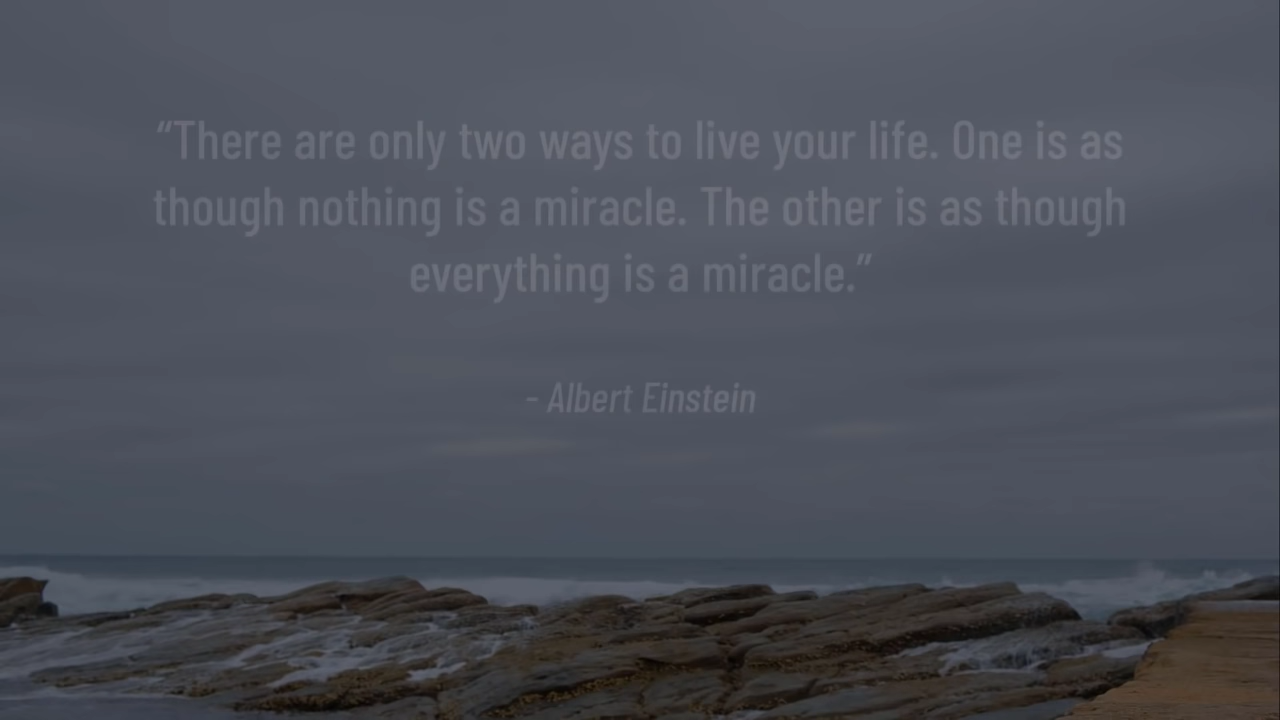 “There are only two ways to live your life. One is as
though nothing is a miracle. The other is as though
everything is a miracle.”
- Albert Einstein